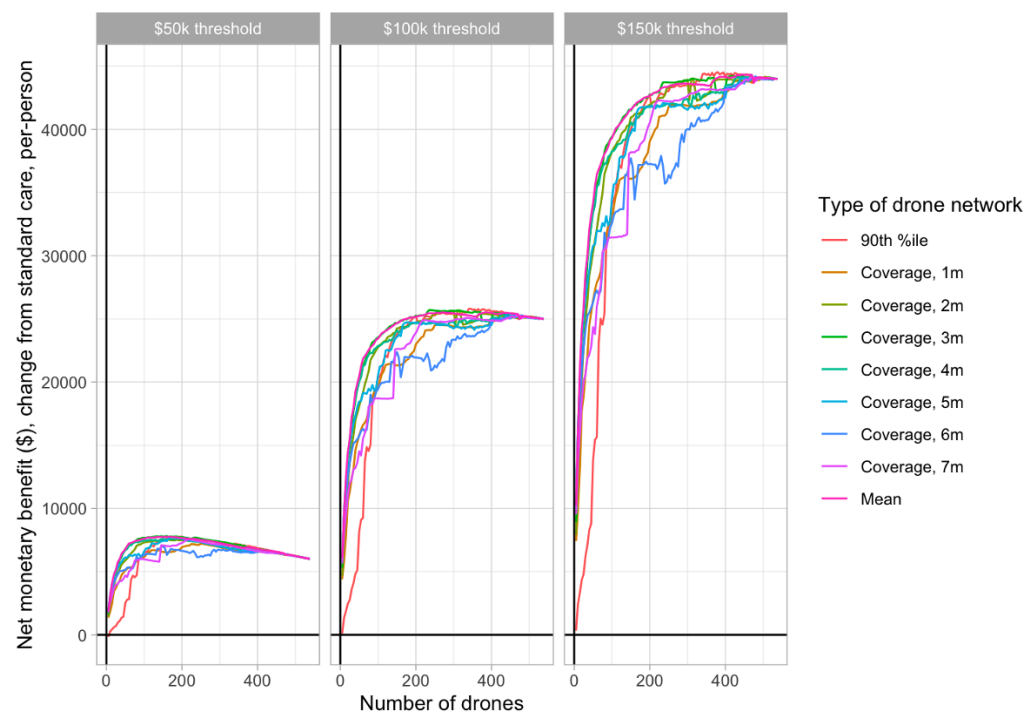 $50k threshold
$100k threshold
$150k threshold
Net monetary benefit ($), change from standard care, per-person
40000
30000
20000
10000
0
0 200 400
0 200 400
0 200 400
Number of drones
Type of drone network
90th %ile
Coverage, 1m
Coverage, 2m
Coverage, 3m
Coverage, 4m
Coverage, 5m
Coverage, 6m
Coverage, 7m
Mean